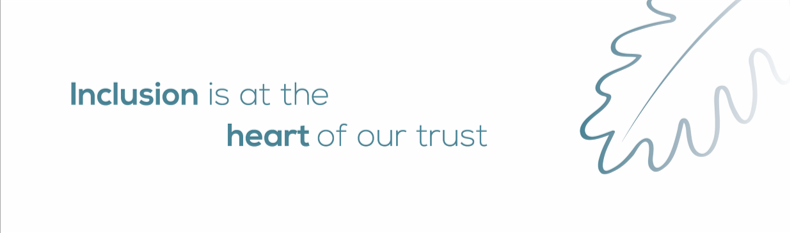 Inclusion is at the
heart of our trust